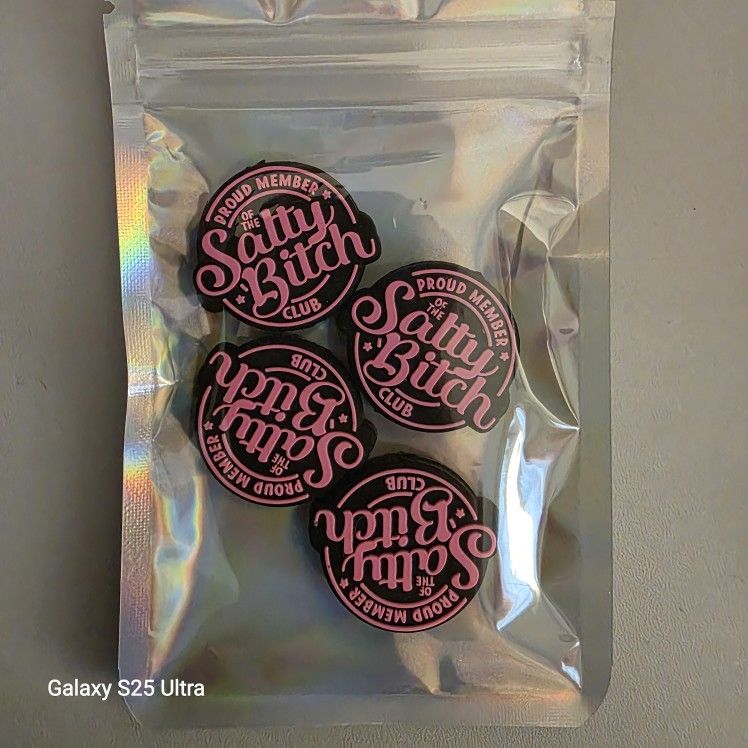 PROUD MEMBER
OF
THE
Salty
Bitch
CLUB
PROUD MEMBER
OF
THE
Salty
Bitch
CLUB
PROUD MEMBER
OF
THE
Salty
Bitch
CLUB
PROUD MEMBER
OF
THE
Salty
Bitch
CLUB
Galaxy S25 Ultra